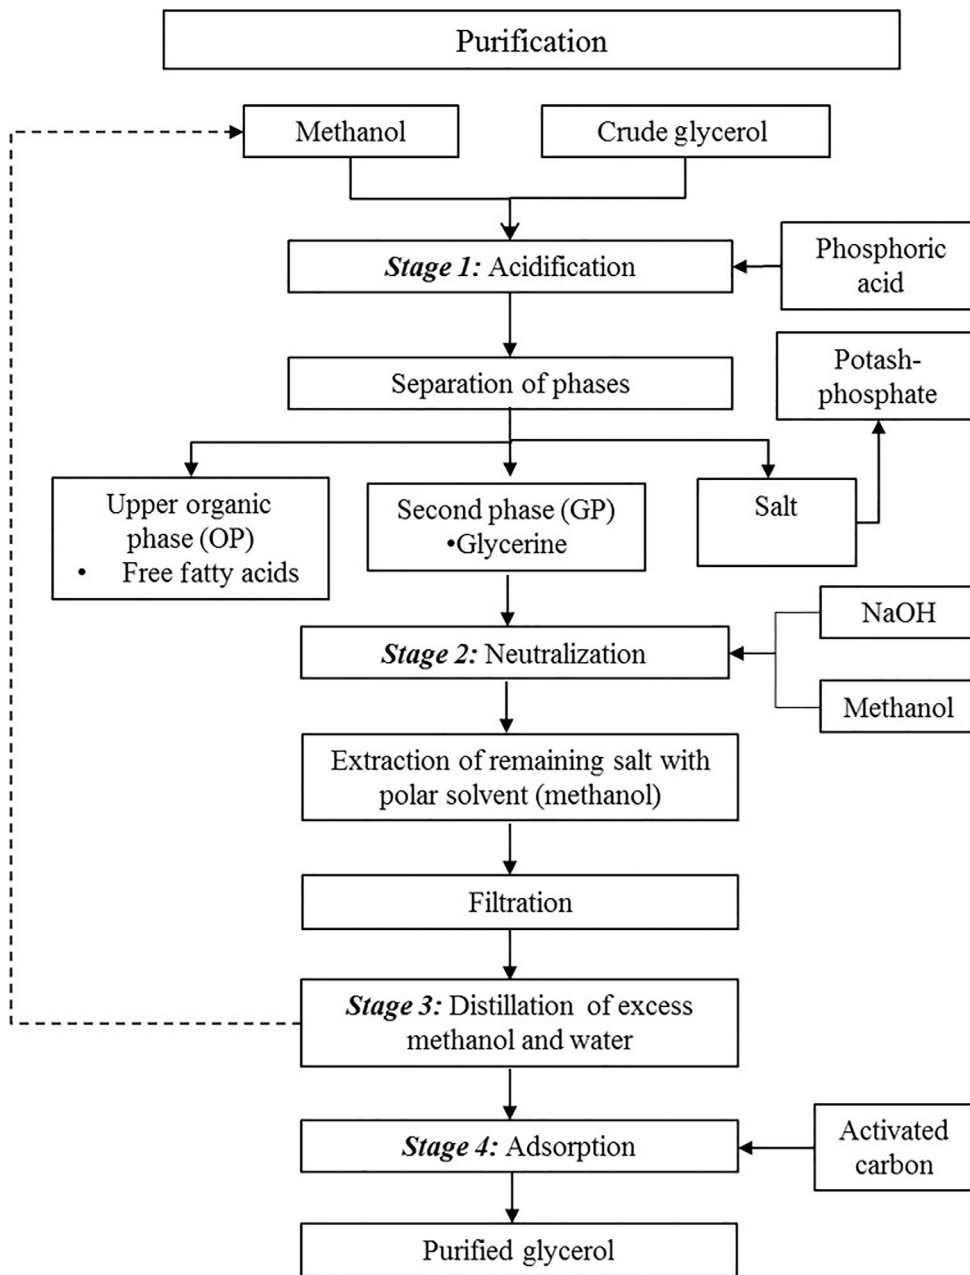 Purification
Methanol
Crude glycerol
Stage 1: Acidification
Phosphoric
acid
Separation of phases
Potash-
phosphate
Upper organic
phase (OP)
• Free fatty acids
Second phase (GP)
•Glycerine
Salt
Stage 2: Neutralization
NaOH
Methanol
Extraction of remaining salt with
polar solvent (methanol)
Filtration
Stage 3: Distillation of excess
methanol and water
Stage 4: Adsorption
Activated
carbon
Purified glycerol